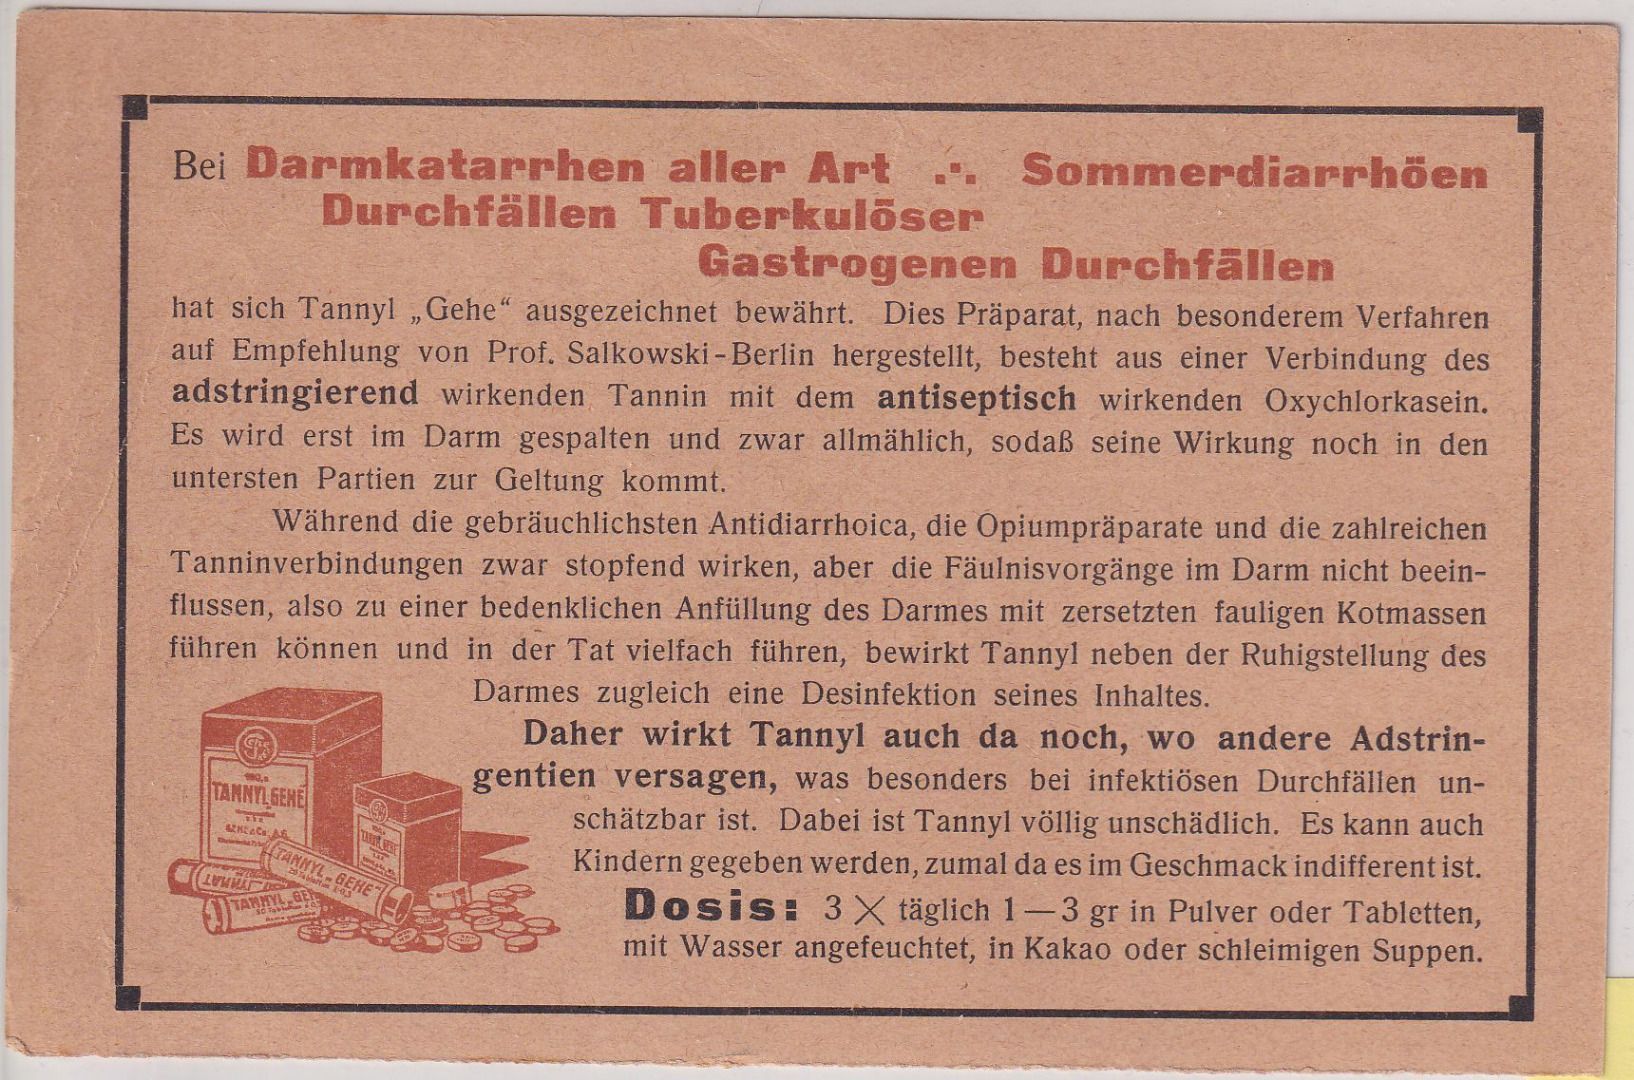 Bei Darmkatarrhen aller Art ∴ Sommerdiarrhöen
Durchfällen Tuberkulöser
Gastrogenen Durchfällen
hat sich Tannyl „Gehe“ ausgezeichnet bewährt. Dies Präparat, nach besonderem Verfahren
auf Empfehlung von Prof. Salkowski-Berlin hergestellt, besteht aus einer Verbindung des
adstringierend wirkenden Tannin mit dem antiseptisch wirkenden Oxychlorkasein.
Es wird erst im Darm gespalten und zwar allmählich, sodaß seine Wirkung noch in den
untersten Partien zur Geltung kommt.
Während die gebräuchlichsten Antidiarrhoica, die Opiumpräparate und die zahlreichen
Tanninverbindungen zwar stopfend wirken, aber die Fäulnisvorgänge im Darm nicht beein-
flussen, also zu einer bedenklichen Anfüllung des Darmes mit zersetzten fauligen Kotmassen
führen können und in der Tat vielfach führen, bewirkt Tannyl neben der Ruhigstellung des
Darmes zugleich eine Desinfektion seines Inhaltes.
Daher wirkt Tannyl auch da noch, wo andere Adstrin-
gentien versagen, was besonders bei infektiösen Durchfällen un-
schätzbar ist. Dabei ist Tannyl völlig unschädlich. Es kann auch
Kindern gegeben werden, zumal da es im Geschmack indifferent ist.
Dosis: 3 × täglich 1—3 gr in Pulver oder Tabletten,
mit Wasser angefeuchtet, in Kakao oder schleimigen Suppen.
Gehe
TANNYL „GEHE“
GEHE & Co. A.G.
TANNYL „GEHE“
TANNYL „GEHE“
TANNYL „GEHE“